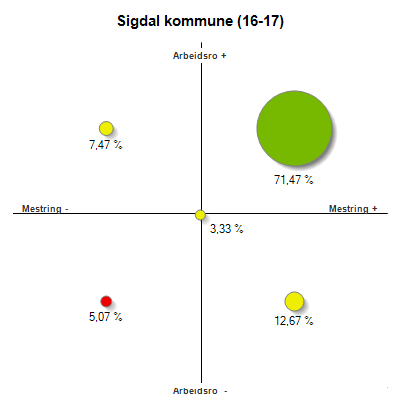 Sigdal kommune (16-17)
Arbeidsro +
7,47 %
71,47 %
Mestring -
Mestring +
3,33 %
5,07 %
12,67 %
Arbeidsro -